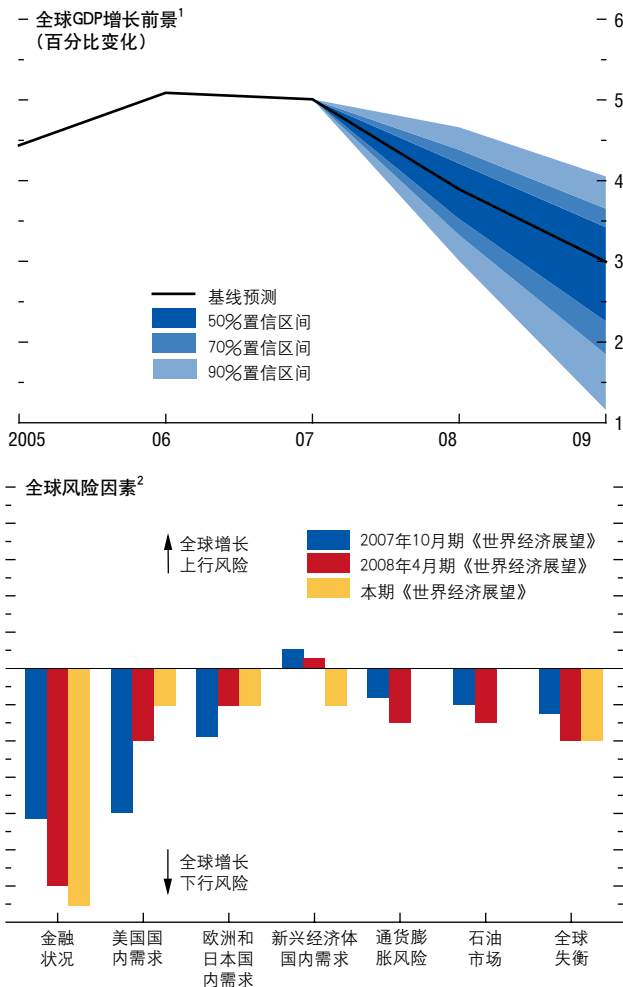 全球GDP增长前景1
(百分比变化)
6
5
4
3
2
1
基线预测
50%置信区间
70%置信区间
90%置信区间
2005 06 07 08 09
全球风险因素2
全球增长
上行风险
2007年10月期《世界经济展望》
2008年4月期《世界经济展望》
本期《世界经济展望》
全球增长
下行风险
金融
状况
美国国
内需求
欧洲和
日本国
内需求
新兴经济体
国内需求
通货膨
胀风险
石油
市场
全球
失衡